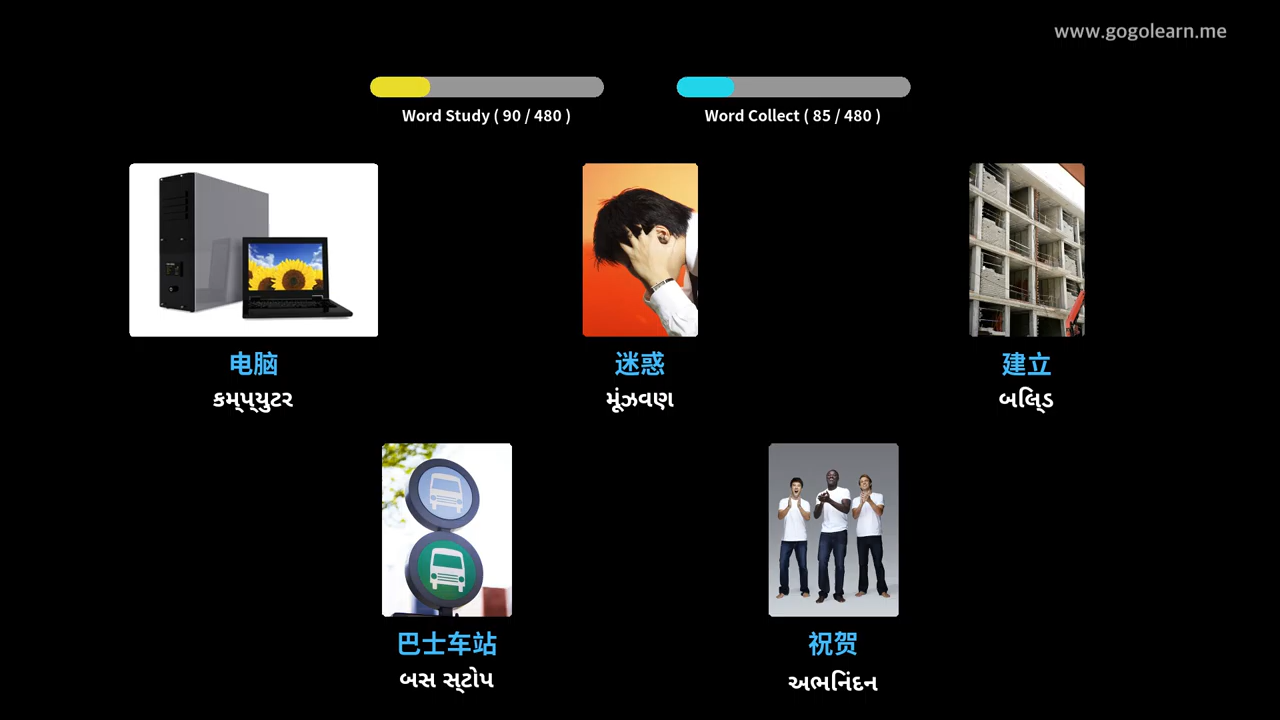 www.gogolearn.me
Word Study ( 90 / 480 )
Word Collect ( 85 / 480 )
电脑
કમ્પ્યુટર
迷惑
મૂંઝવણ
建立
બિલ્ડ
巴士车站
બસ સ્ટોપ
祝贺
અભિનંદન